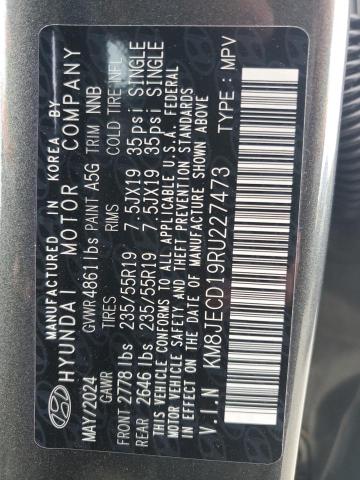 MANUFACTURED IN KOREA BY
HYUNDAI MOTOR COMPANY
GVWR 4861 lbs PAINT A5G TRIM NNB
MAY/2024 GAWR TIRES RIMS COLD TIRE INFL
FRONT 2778 lbs 235/55R19 7.5JX19 35psi SINGLE
REAR 2646 lbs 235/55R19 7.5JX19 35psi SINGLE
THIS VEHICLE CONFORMS TO ALL APPLICABLE U.S.A. FEDERAL
MOTOR VEHICLE SAFETY AND THEFT PREVENTION STANDARDS
IN EFFECT ON THE DATE OF MANUFACTURE SHOWN ABOVE
V.I.N KM8JECD19RU227473 TYPE : MPV